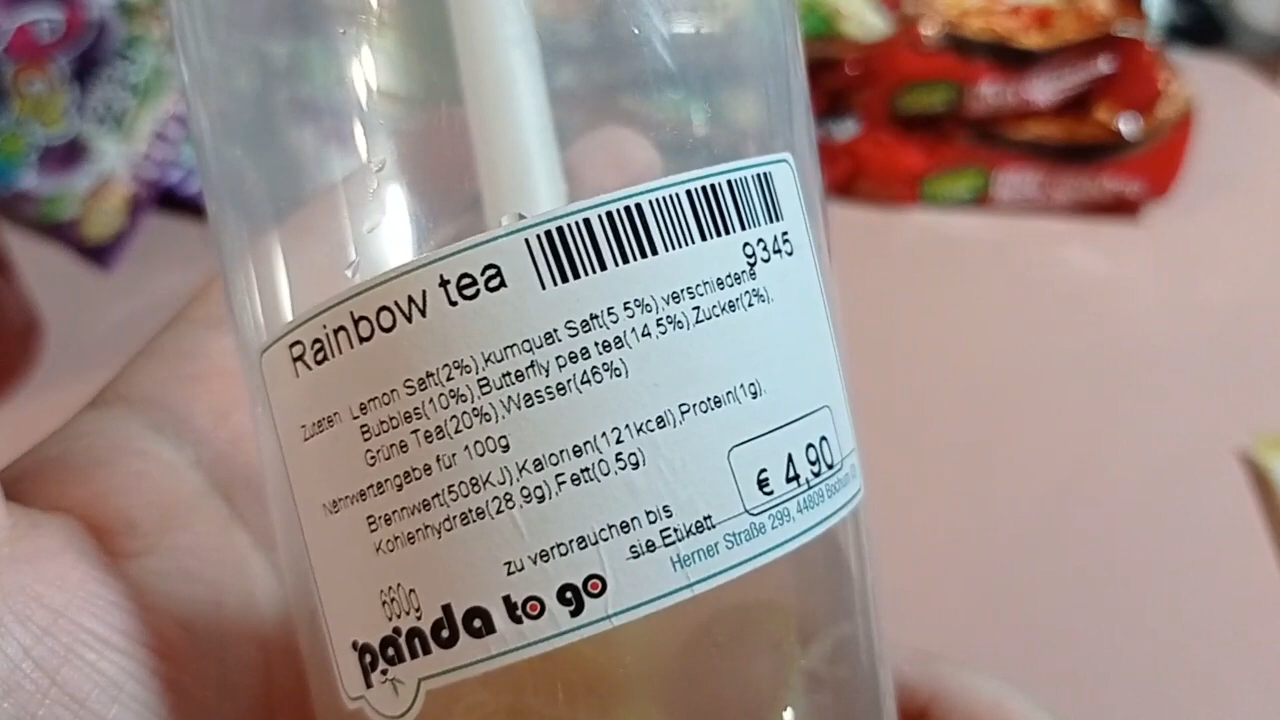 Rainbow tea
9345
Zutaten Lemon Saft(2%),kumquat Saft(5 5%),verschiedene
Bubbles(10%),Butterfly pea tea(14,5%),Zucker(2%),
Grüne Tea(20%),Wasser(46%)
Nährwertangabe für 100g
Brennwert(508KJ),Kalorien(121kcal),Protein(1g),
Kohlenhydrate(28,9g),Fett(0,5g)
€ 4,90
zu verbrauchen bis
sie Etikett
Herner Straße 299, 44809 Bochum
660g
panda to go